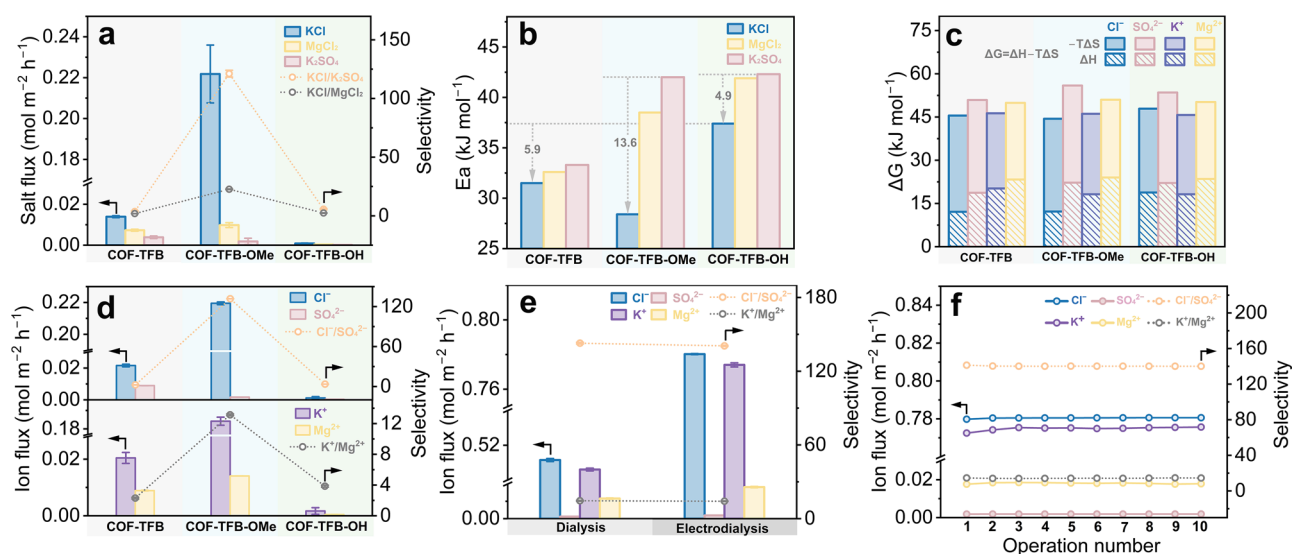 a
KCl
MgCl₂
K₂SO₄
KCl/K₂SO₄
KCl/MgCl₂
Salt flux (mol m⁻² h⁻¹)
0.24
0.22
0.20
0.18
0.02
0.00
150
100
50
0
Selectivity
COF-TFB COF-TFB-OMe COF-TFB-OH
b
KCl
MgCl₂
K₂SO₄
Ea (kJ mol⁻¹)
45
40
35
30
25
5.9
13.6
4.9
COF-TFB COF-TFB-OMe COF-TFB-OH
c
Cl⁻ SO₄²⁻ K⁺ Mg²⁺
ΔG=ΔH−TΔS
−TΔS
ΔH
ΔG (kJ mol⁻¹)
75
60
45
30
15
0
COF-TFB COF-TFB-OMe COF-TFB-OH
d
Cl⁻
SO₄²⁻
Cl⁻/SO₄²⁻
K⁺
Mg²⁺
K⁺/Mg²⁺
Ion flux (mol m⁻² h⁻¹)
0.22
0.20
0.02
0.00
0.18
0.02
0.00
120
80
40
0
12
8
4
0
Selectivity
COF-TFB COF-TFB-OMe COF-TFB-OH
e
Cl⁻ SO₄²⁻ Cl⁻/SO₄²⁻
K⁺ Mg²⁺ K⁺/Mg²⁺
Ion flux (mol m⁻² h⁻¹)
0.80
0.76
0.52
0.00
180
120
60
0
Selectivity
Dialysis Electrodialysis
f
Cl⁻ SO₄²⁻ Cl⁻/SO₄²⁻
K⁺ Mg²⁺ K⁺/Mg²⁺
Ion flux (mol m⁻² h⁻¹)
0.84
0.82
0.80
0.78
0.02
0.00
200
160
120
80
40
0
Selectivity
1 2 3 4 5 6 7 8 9 10
Operation number